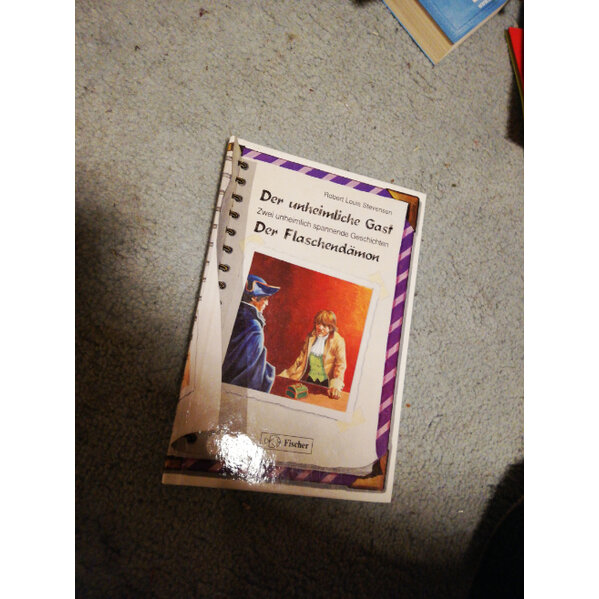 Robert Louis Stevenson
Der unheimliche Gast
Zwei unheimlich spannende Geschichten
Der Flaschendämon
Fischer